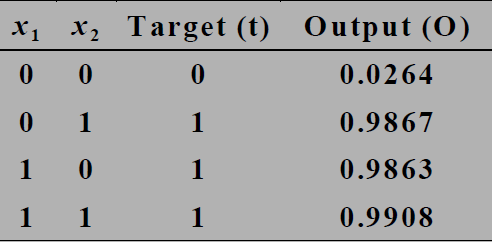 x1 x2 Target (t) Output (O)
0 0 0 0.0264
0 1 1 0.9867
1 0 1 0.9863
1 1 1 0.9908